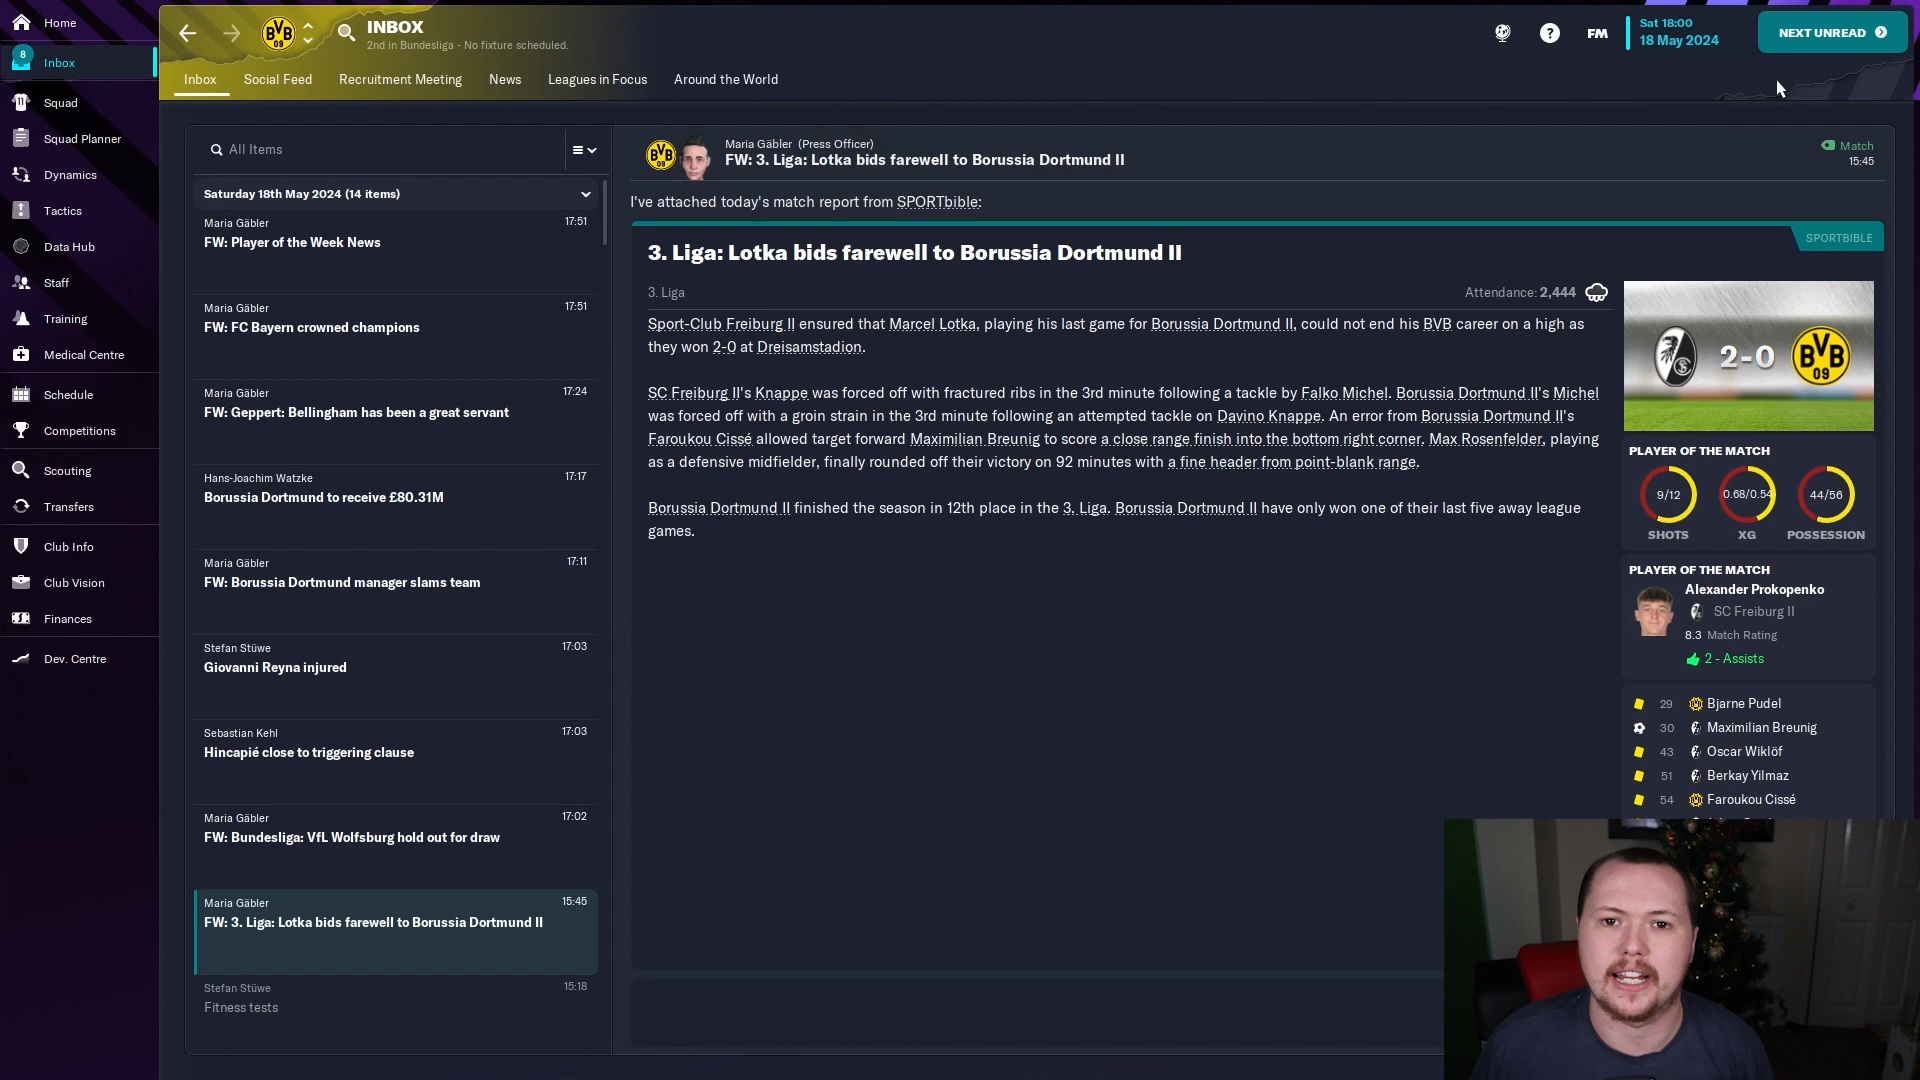 Home
8
Inbox
Squad
Squad Planner
Dynamics
Tactics
Data Hub
Staff
Training
Medical Centre
Schedule
Competitions
Scouting
Transfers
Club Info
Club Vision
Finances
Dev. Centre
BVB
09
INBOX
2nd in Bundesliga - No fixture scheduled.
?
FM
Sat 18:00
18 May 2024
NEXT UNREAD
Inbox
Social Feed
Recruitment Meeting
News
Leagues in Focus
Around the World
All Items
Saturday 18th May 2024 (14 items)
Maria Gäbler 17:51
FW: Player of the Week News
Maria Gäbler 17:51
FW: FC Bayern crowned champions
Maria Gäbler 17:24
FW: Geppert: Bellingham has been a great servant
Hans-Joachim Watzke 17:17
Borussia Dortmund to receive £80.31M
Maria Gäbler 17:11
FW: Borussia Dortmund manager slams team
Stefan Stüwe 17:03
Giovanni Reyna injured
Sebastian Kehl 17:03
Hincapié close to triggering clause
Maria Gäbler 17:02
FW: Bundesliga: VfL Wolfsburg hold out for draw
Maria Gäbler 15:45
FW: 3. Liga: Lotka bids farewell to Borussia Dortmund II
Stefan Stüwe 15:18
Fitness tests
BVB
09
Maria Gäbler (Press Officer)
FW: 3. Liga: Lotka bids farewell to Borussia Dortmund II
Match
15:45
I've attached today's match report from SPORTbible:
SPORTBIBLE
3. Liga: Lotka bids farewell to Borussia Dortmund II
3. Liga
Attendance: 2,444
Sport-Club Freiburg II ensured that Marcel Lotka, playing his last game for Borussia Dortmund II, could not end his BVB career on a high as
they won 2-0 at Dreisamstadion.
SC Freiburg II's Knappe was forced off with fractured ribs in the 3rd minute following a tackle by Falko Michel. Borussia Dortmund II's Michel
was forced off with a groin strain in the 3rd minute following an attempted tackle on Davino Knappe. An error from Borussia Dortmund II's
Faroukou Cissé allowed target forward Maximilian Breunig to score a close range finish into the bottom right corner. Max Rosenfelder, playing
as a defensive midfielder, finally rounded off their victory on 92 minutes with a fine header from point-blank range.
Borussia Dortmund II finished the season in 12th place in the 3. Liga. Borussia Dortmund II have only won one of their last five away league
games.
2-0
BVB
09
PLAYER OF THE MATCH
9/12
0.68/0.54
44/56
SHOTS
XG
POSSESSION
PLAYER OF THE MATCH
Alexander Prokopenko
SC Freiburg II
8.3 Match Rating
2 - Assists
29 Bjarne Pudel
30 Maximilian Breunig
43 Oscar Wiklöf
51 Berkay Yilmaz
54 Faroukou Cissé